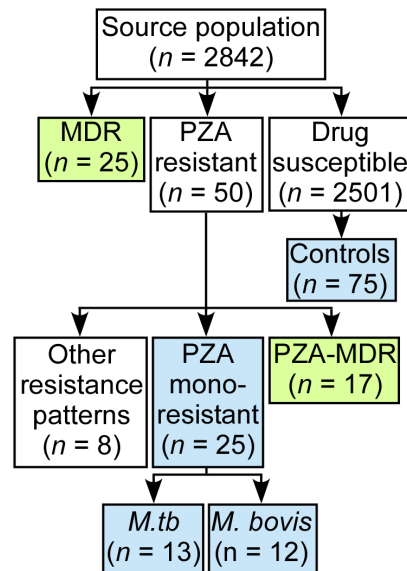 Source population
(n = 2842)
MDR
(n = 25)
PZA
resistant
(n = 50)
Drug
susceptible
(n = 2501)
Controls
(n = 75)
Other
resistance
patterns
(n = 8)
PZA
mono-
resistant
(n = 25)
PZA-MDR
(n = 17)
M.tb
(n = 13)
M. bovis
(n = 12)